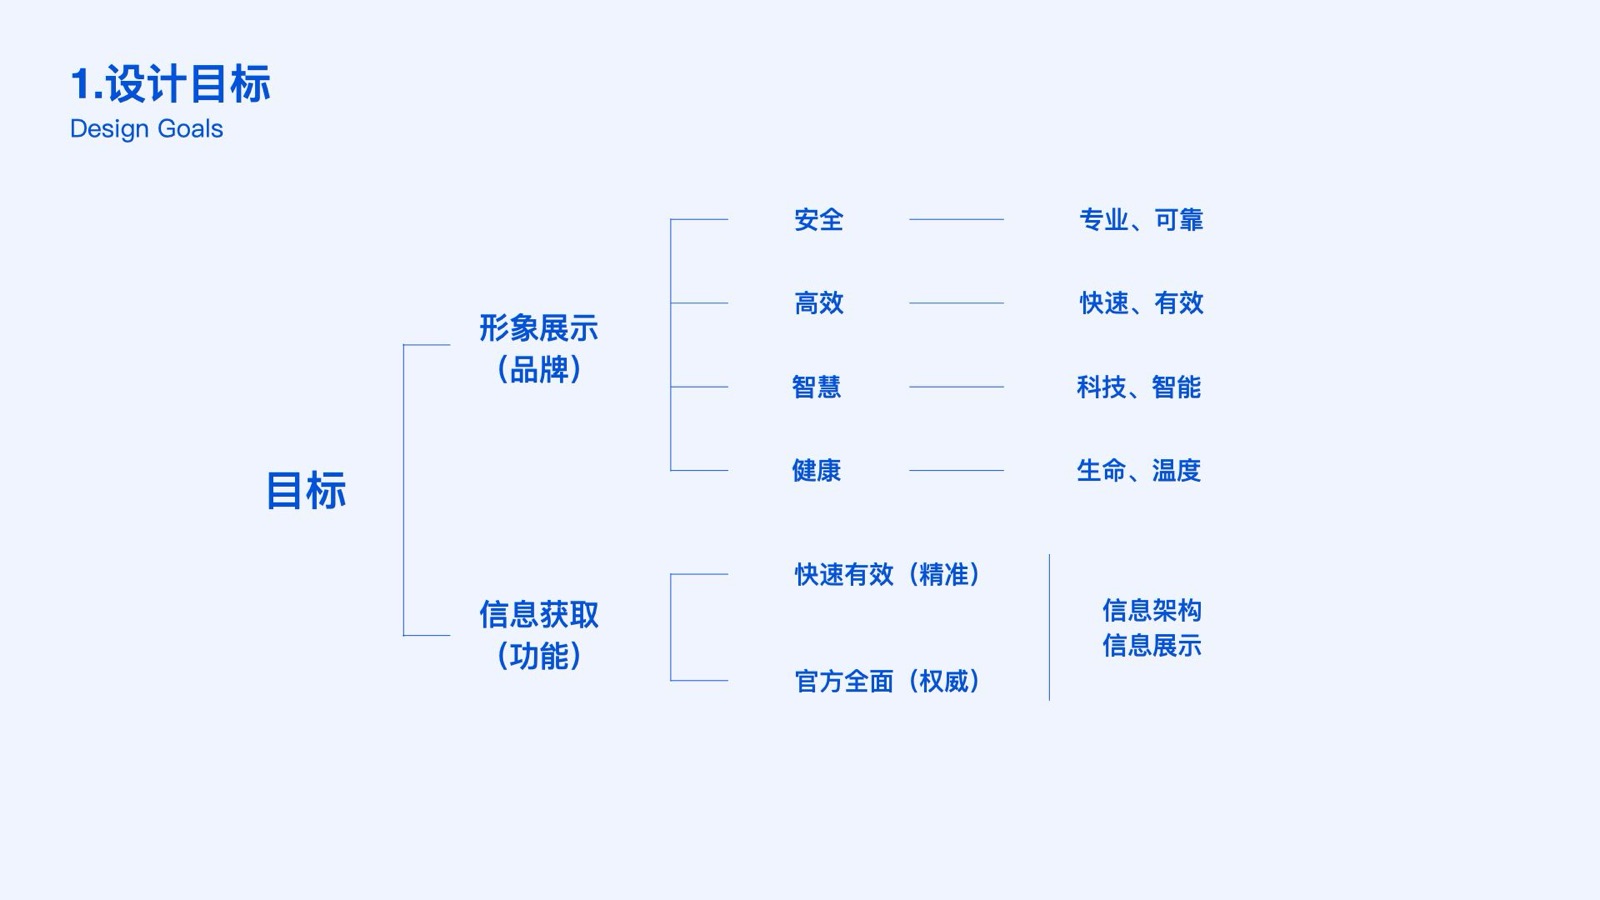 1.设计目标
Design Goals
安全
专业、可靠
高效
快速、有效
形象展示
（品牌）
智慧
科技、智能
健康
生命、温度
目标
快速有效（精准）
信息获取
（功能）
信息架构
信息展示
官方全面（权威）